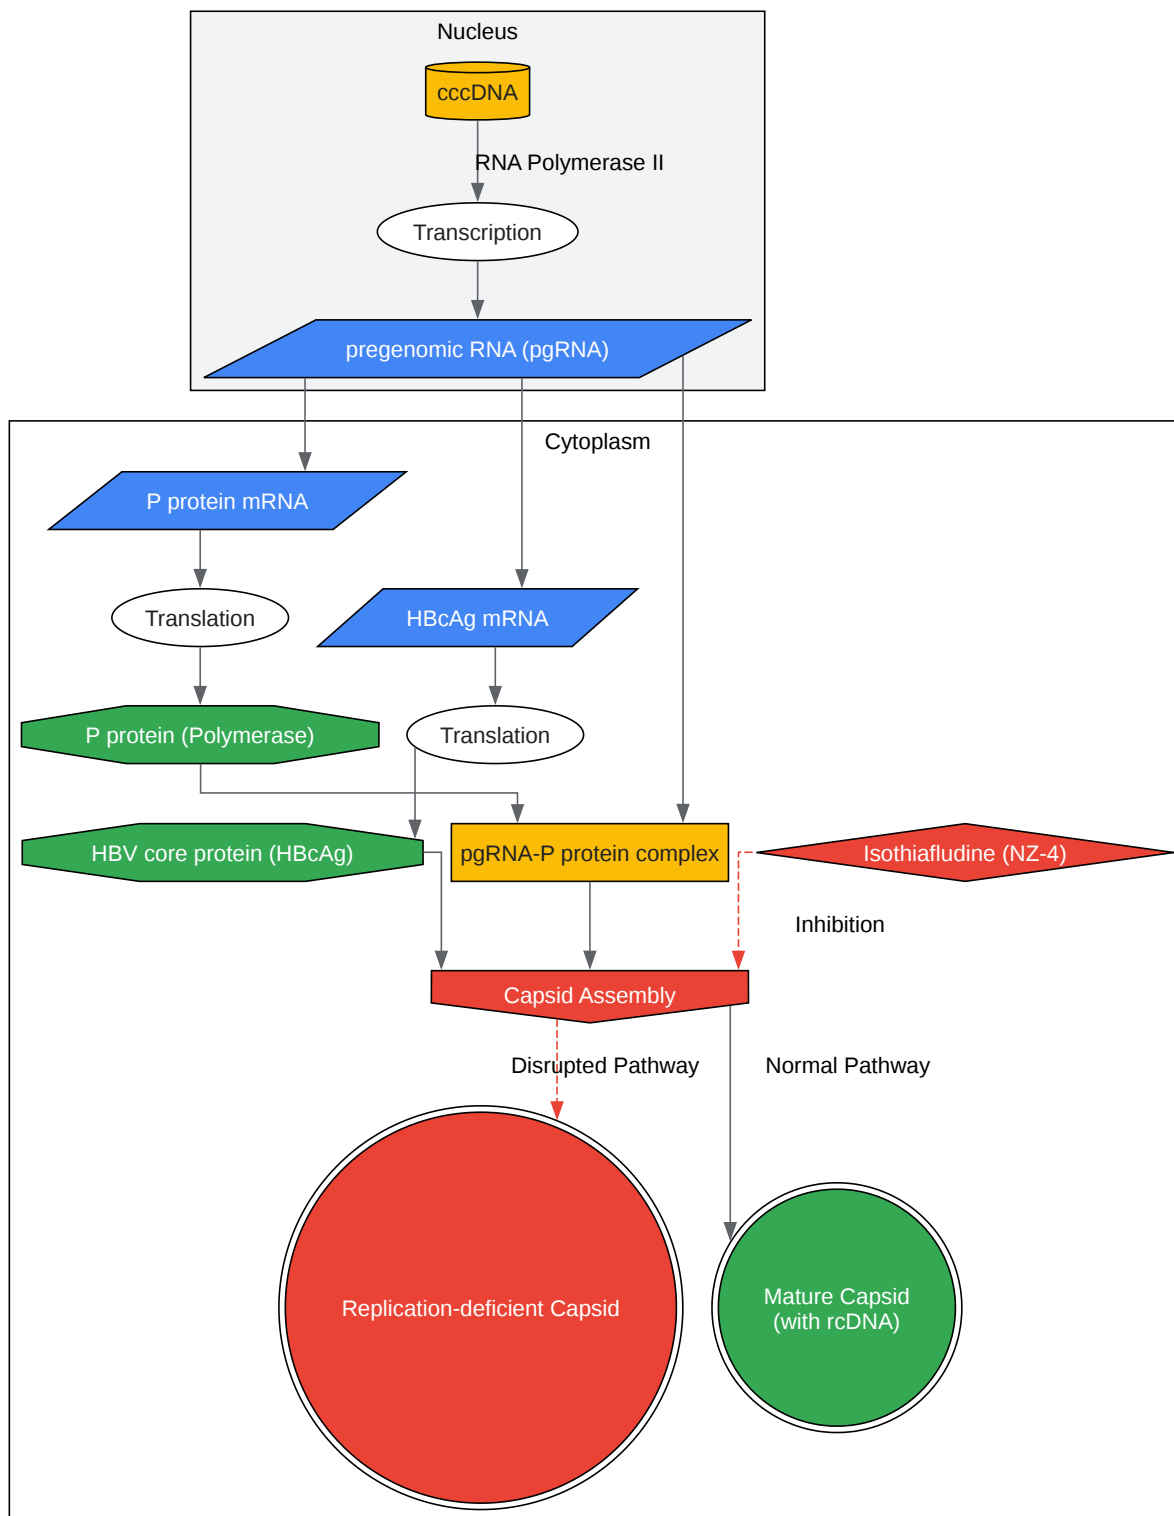 Nucleus
cccDNA
RNA Polymerase II
Transcription
pregenomic RNA (pgRNA)
Cytoplasm
P protein mRNA
Translation
HBcAg mRNA
P protein (Polymerase)
Translation
HBV core protein (HBcAg)
pgRNA-P protein complex
Isothiafludine (NZ-4)
Inhibition
Capsid Assembly
Disrupted Pathway
Normal Pathway
Replication-deficient Capsid
Mature Capsid
(with rcDNA)